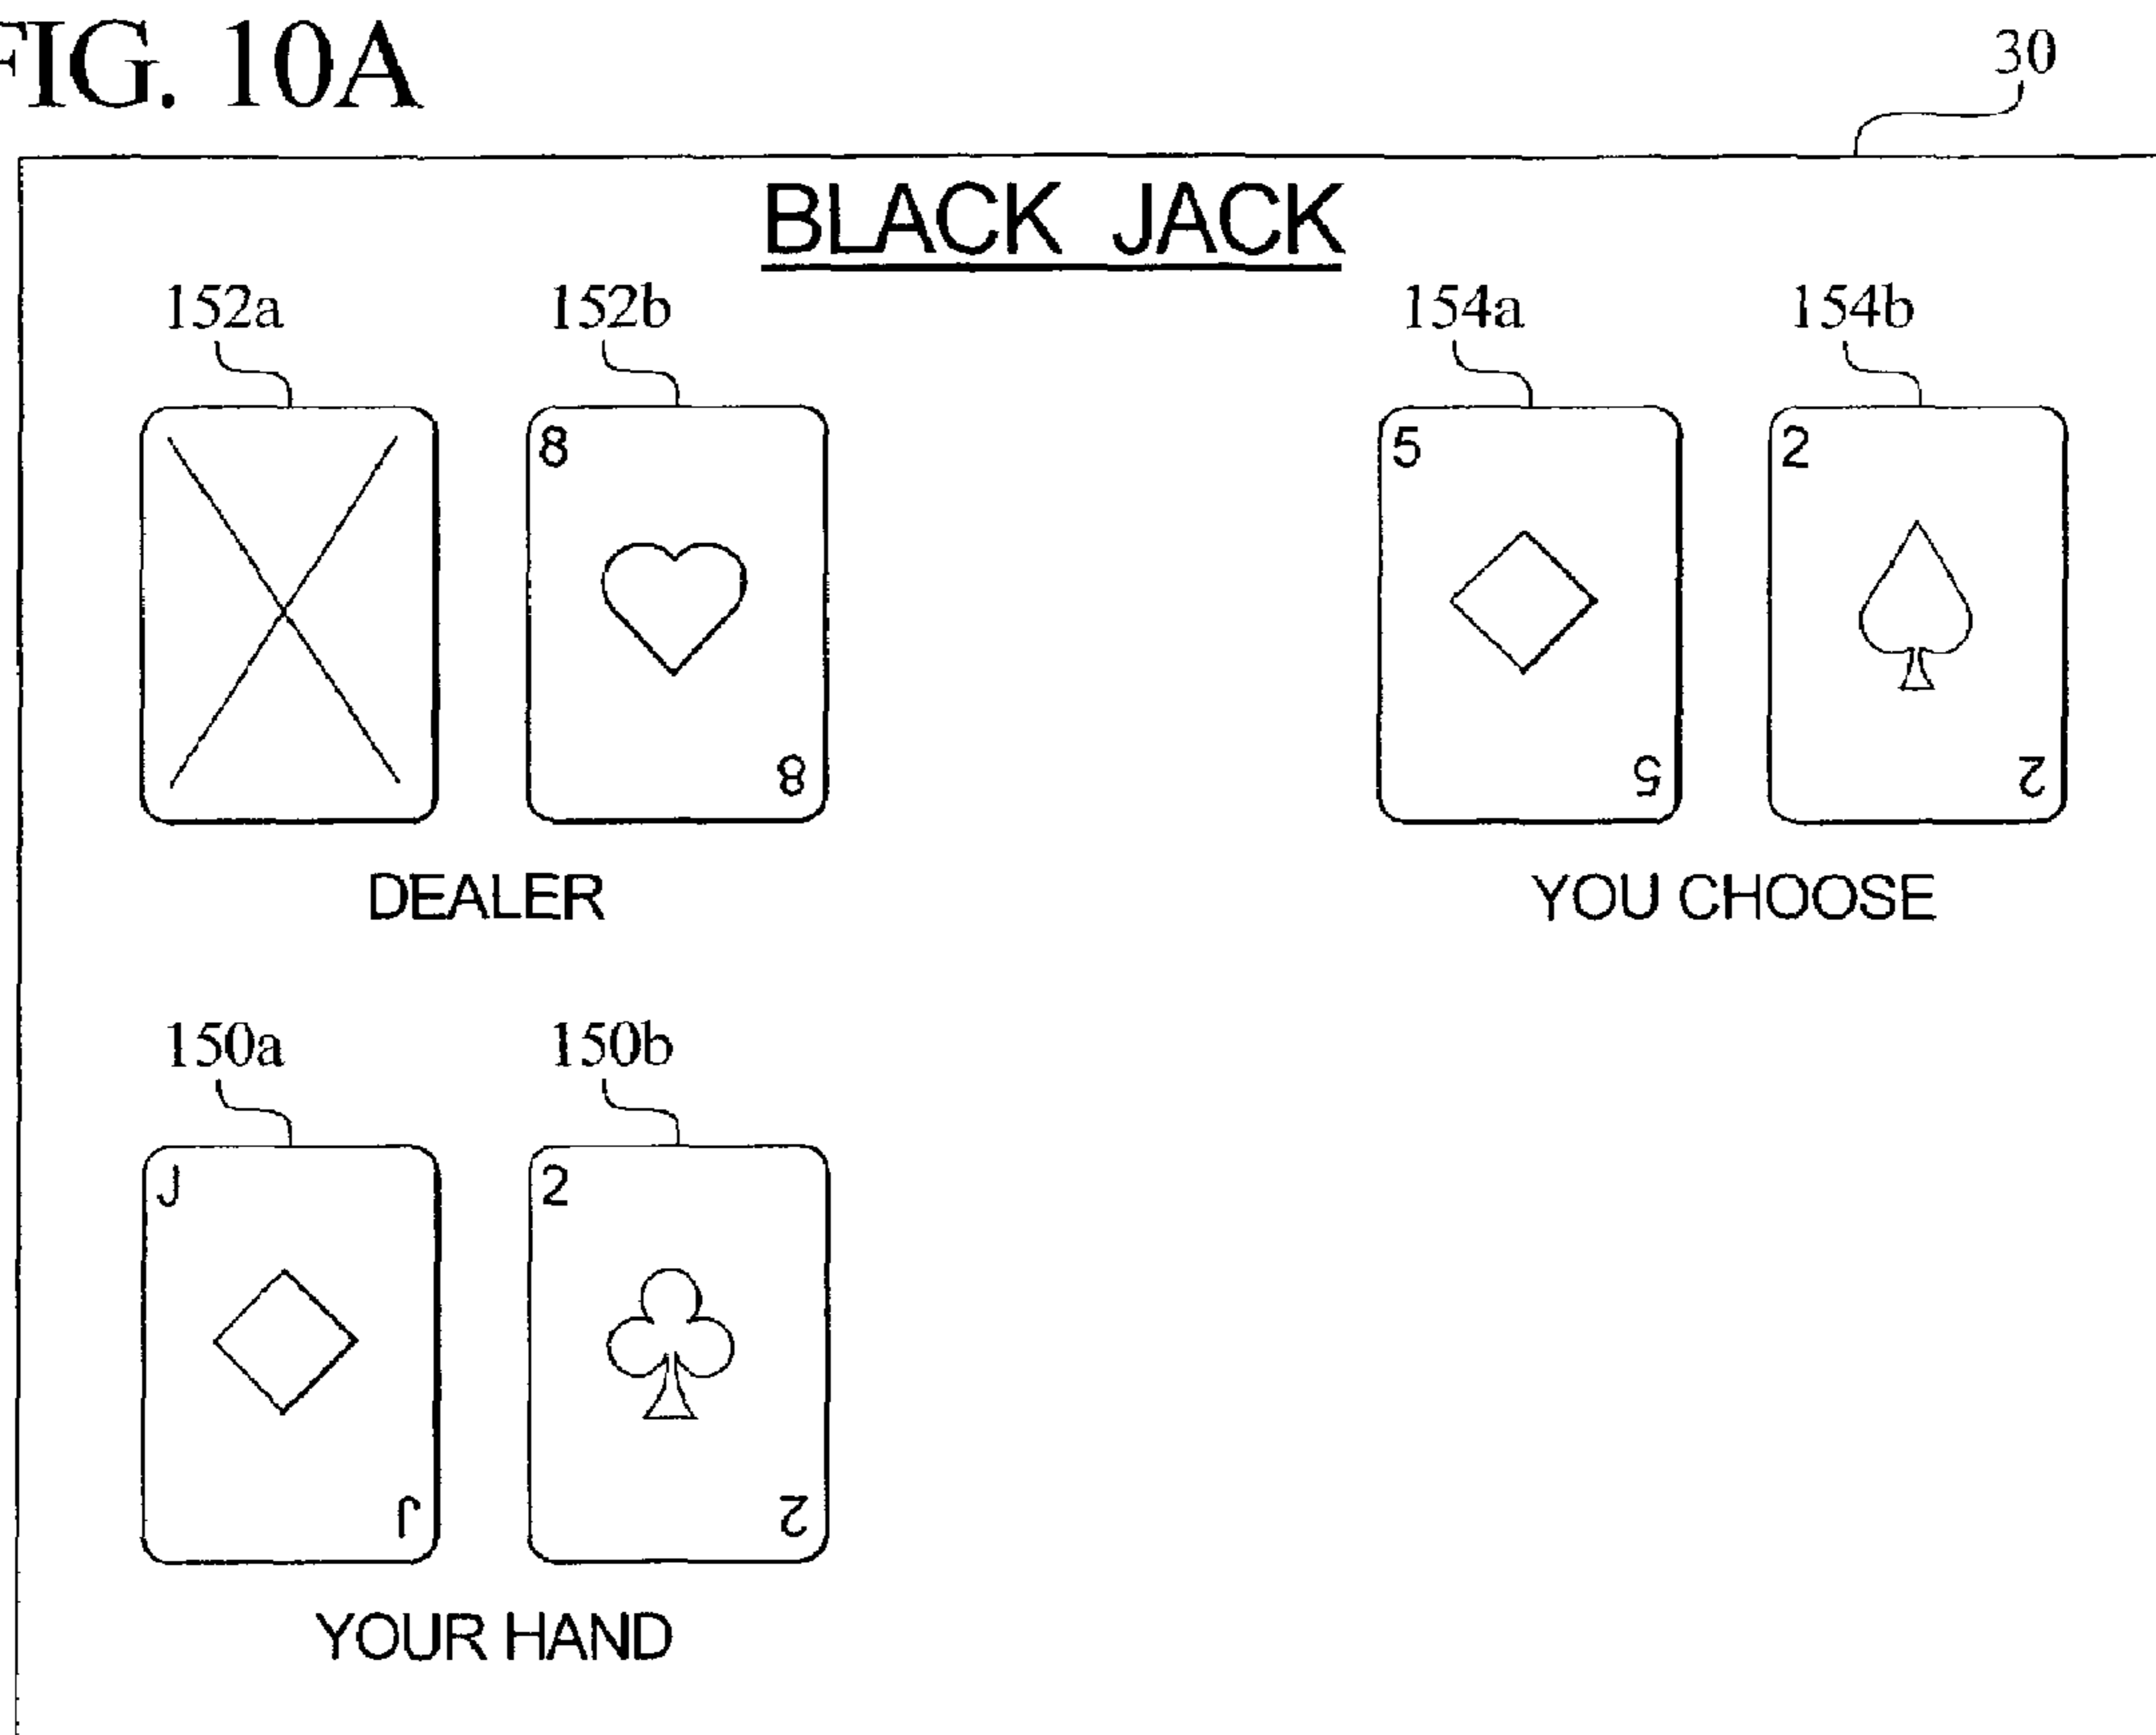 FIG. 10A
30
BLACK JACK
152a 152b 154a 154b
8 5 2
8 5 2
DEALER YOU CHOOSE
150a 150b
J 2
J 2
YOUR HAND